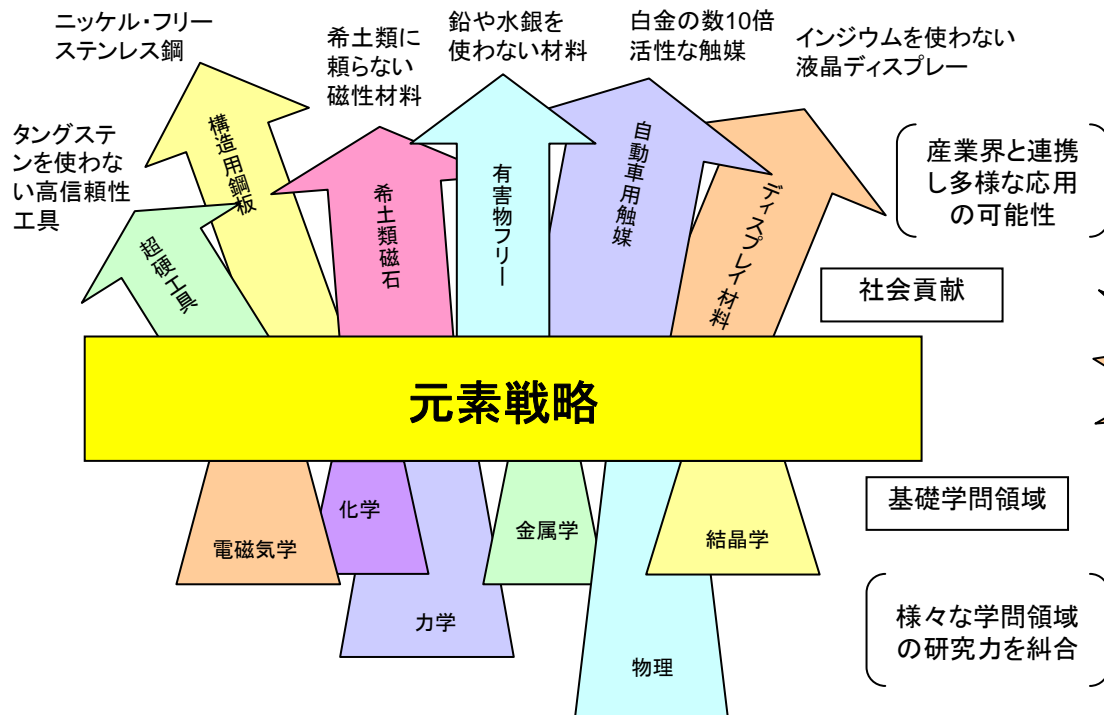 ニッケル・フリー
ステンレス鋼
希土類に
頼らない
磁性材料
鉛や水銀を
使わない材料
白金の数10倍
活性な触媒
インジウムを使わない
液晶ディスプレー
タングステ
ンを使わな
い高信頼性
工具
産業界と連携
し多様な応用
の可能性
超硬工具
構造用鋼板
希土類磁石
有害物フリー
自動車用触媒
ディスプレイ材料
社会貢献
元素戦略
基礎学問領域
電磁気学
化学
力学
金属学
物理
結晶学
様々な学問領域
の研究力を糾合